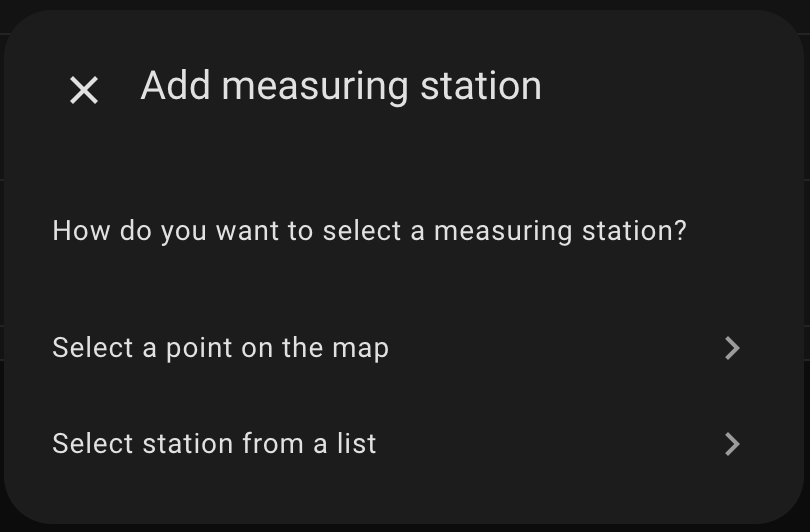 Add measuring station
How do you want to select a measuring station?
Select a point on the map
Select station from a list